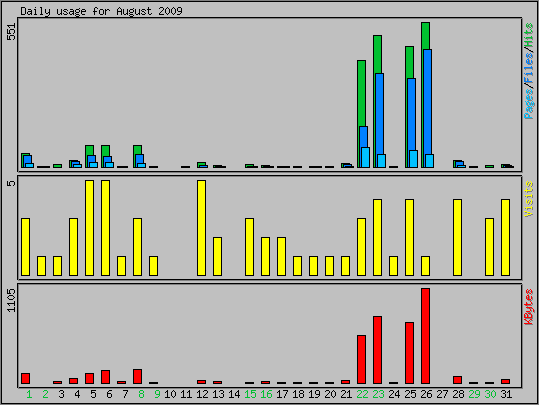 Daily usage for August 2009
551
Pages/Files/Hits
5
Visits
1105
KBytes
1 2 3 4 5 6 7 8 9 10 11 12 13 14 15 16 17 18 19 20 21 22 23 24 25 26 27 28 29 30 31